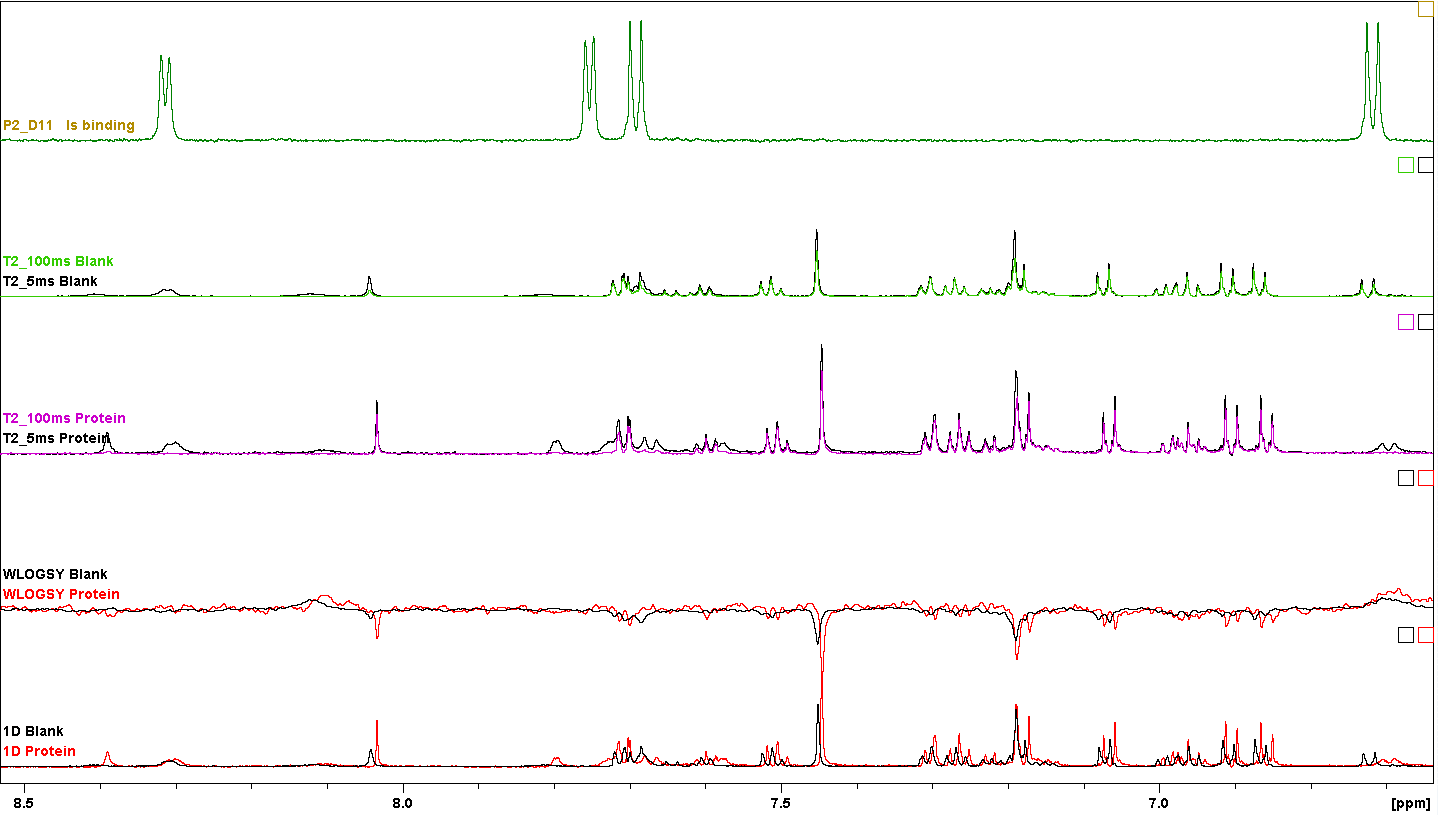 P2_D11 Is binding
T2_100ms Blank
T2_5ms Blank
T2_100ms Protein
T2_5ms Protein
WLOGSY Blank
WLOGSY Protein
1D Blank
1D Protein
8.5 8.0 7.5 7.0 [ppm]